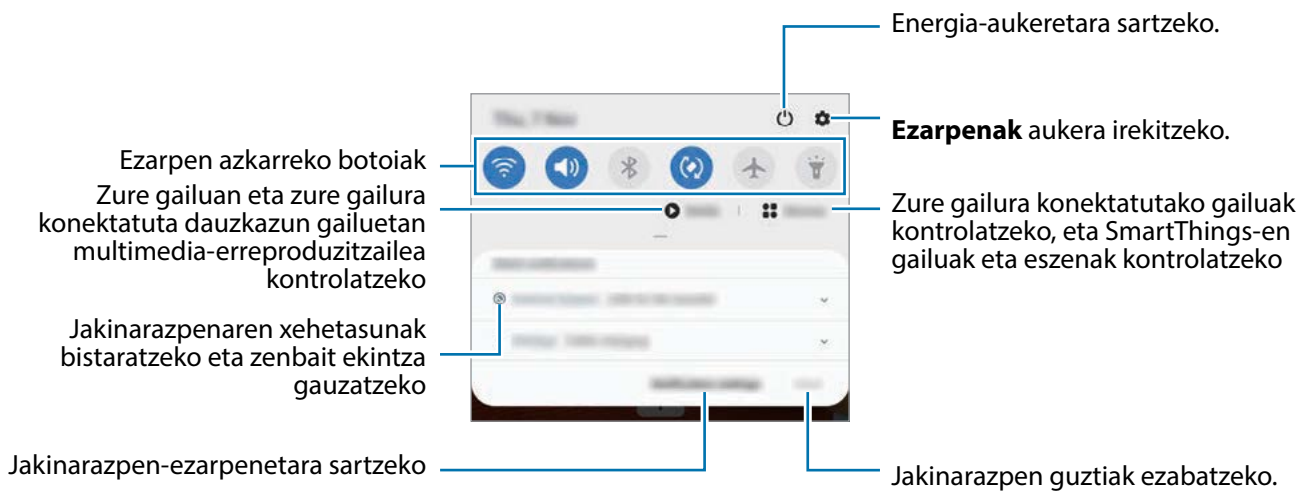 Energia-aukeretara sartzeko.
Ezarpenak aukera irekitzeko.
Ezarpen azkarreko botoiak
Zure gailuan eta zure gailura
konektatuta dauzkazun gailuetan
multimedia-erreproduzitzailea
kontrolatzeko
Zure gailura konektatutako gailuak
kontrolatzeko, eta SmartThings-en
gailuak eta eszenak kontrolatzeko
Jakinarazpenaren xehetasunak
bistaratzeko eta zenbait ekintza
gauzatzeko
Jakinarazpen-ezarpenetara sartzeko
Jakinarazpen guztiak ezabatzeko.